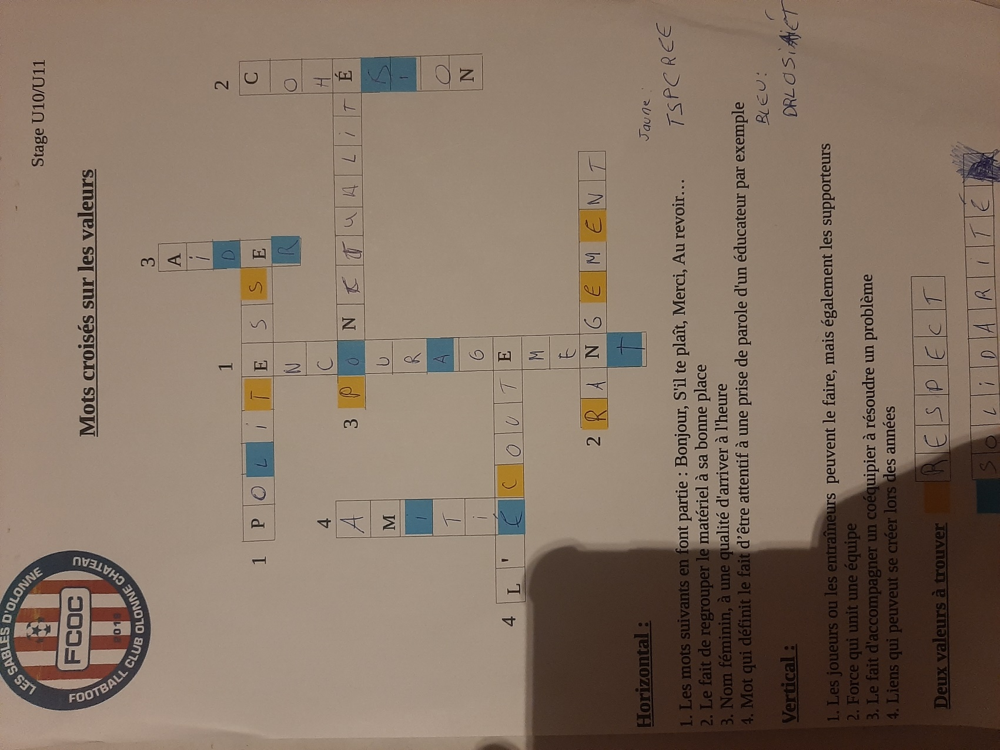 Stage U10/U11
LES SABLES D'OLONNE
FCOC
2019
FOOTBALL CLUB OLONNE CHATEAU
Mots croisés sur les valeurs
3
A
i
D
E
R
1
2
1 POLiTESSE
C
O
H
É
S
I
O
N
N
C
O
U
R
A
G
E
M
E
N
T
4
A
M
i
T
i
É
3 PONCTUALiTÉ
4 L'ÉCOUTE
2 RANGEMENT
Horizontal :
Jaune :
TSPCREE
1. Les mots suivants en font partie : Bonjour, S'il te plaît, Merci, Au revoir…
2. Le fait de regrouper le matériel à sa bonne place
3. Nom féminin, à une qualité d'arriver à l'heure
4. Mot qui définit le fait d'être attentif à une prise de parole d'un éducateur par exemple
BLEU :
Vertical :
1. Les joueurs ou les entraîneurs peuvent le faire, mais également les supporteurs
2. Force qui unit une équipe
3. Le fait d'accompagner un coéquipier à résoudre un problème
4. Liens qui peuveut se créer lors des années
Deux valeurs à trouver
RESPECT
SOLiDARiTÉ